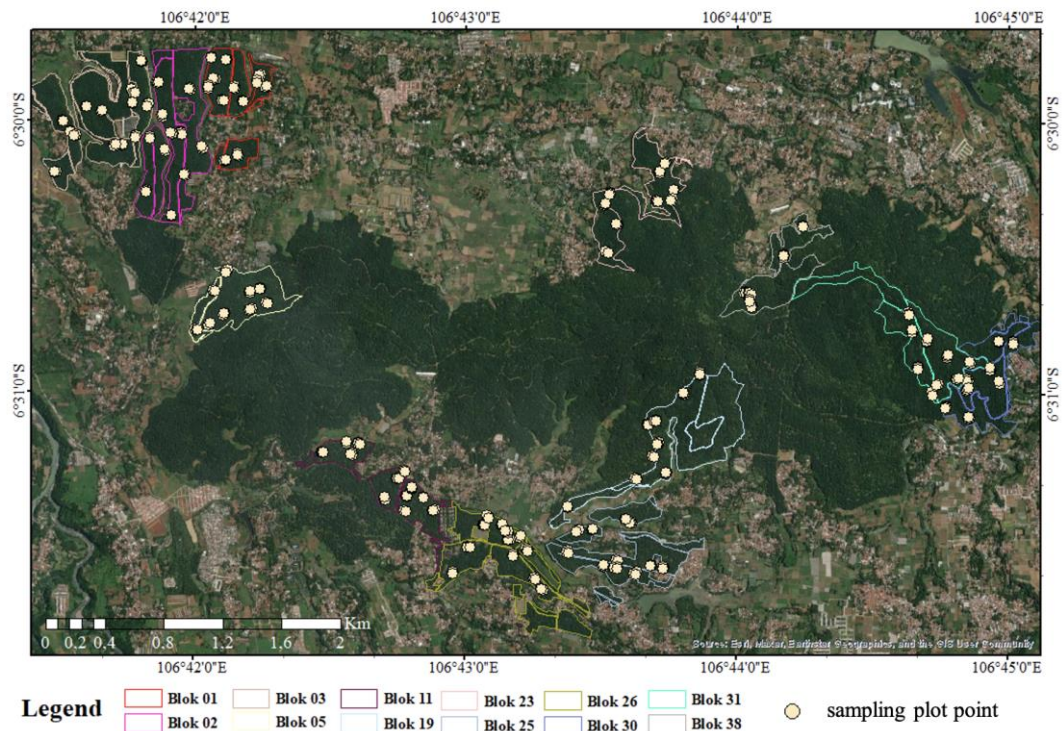 106°42'0"E 106°43'0"E 106°44'0"E 106°45'0"E
6°30'0"S 6°30'0"S
6°31'0"S 6°31'0"S
Km
0 0.2 0.4 0.8 1.2 1.6 2
Source: Esri, Maxar, Earthstar Geographics, and the GIS User Community
106°42'0"E 106°43'0"E 106°44'0"E 106°45'0"E
Legend
Blok 01 Blok 03 Blok 11 Blok 23 Blok 26 Blok 31
Blok 02 Blok 05 Blok 19 Blok 25 Blok 30 Blok 38
sampling plot point